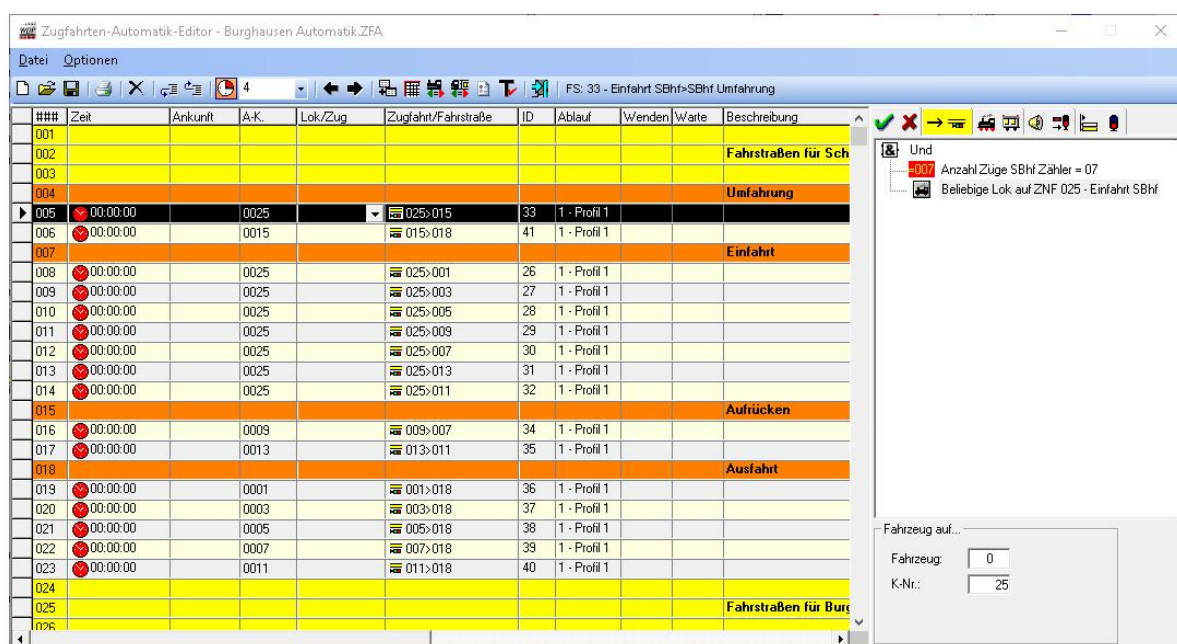 Zugfahrten-Automatik-Editor - Burghausen Automatik.ZFA
Datei Optionen
4 FS: 33 - Einfahrt SBhf>SBhf Umfahrung
### Zeit Ankunft A-K. Lok/Zug Zugfahrt/Fahrstraße ID Ablauf Wenden Warte Beschreibung
001
002 Fahrstraßen für Sch
003
004 Umfahrung
005 00:00:00 0025 025>015 33 1 - Profil 1
006 00:00:00 0015 015>018 41 1 - Profil 1
007 Einfahrt
008 00:00:00 0025 025>001 26 1 - Profil 1
009 00:00:00 0025 025>003 27 1 - Profil 1
010 00:00:00 0025 025>005 28 1 - Profil 1
011 00:00:00 0025 025>009 29 1 - Profil 1
012 00:00:00 0025 025>007 30 1 - Profil 1
013 00:00:00 0025 025>013 31 1 - Profil 1
014 00:00:00 0025 025>011 32 1 - Profil 1
015 Aufrücken
016 00:00:00 0009 009>007 34 1 - Profil 1
017 00:00:00 0013 013>011 35 1 - Profil 1
018 Ausfahrt
019 00:00:00 0001 001>018 36 1 - Profil 1
020 00:00:00 0003 003>018 37 1 - Profil 1
021 00:00:00 0005 005>018 38 1 - Profil 1
022 00:00:00 0007 007>018 39 1 - Profil 1
023 00:00:00 0011 011>018 40 1 - Profil 1
024
025 Fahrstraßen für Burg
026
& Und
=007 Anzahl Züge SBhf Zähler = 07
Beliebige Lok auf ZNF 025 - Einfahrt SBhf
Fahrzeug auf...
Fahrzeug: 0
K-Nr.: 25